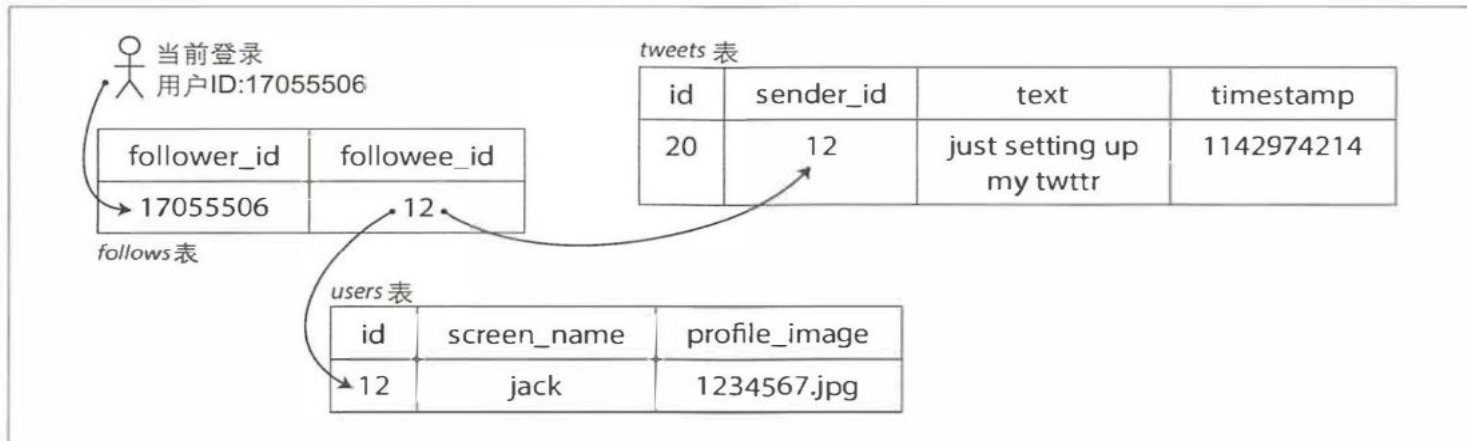 当前登录
用户ID:17055506
follower_id followee_id
17055506 12
follows表
tweets 表
id sender_id text timestamp
20 12 just setting up 1142974214
my twttr
users 表
id screen_name profile_image
12 jack 1234567.jpg